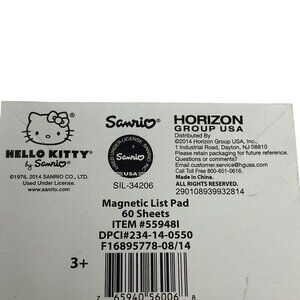 HELLO KITTY®
by Sanrio®
©1976, 2014 SANRIO CO., LTD.
Used Under License.
www.sanrio.com
Sanrio®
Sanrio
SIL-34206
HORIZON
GROUP USA
Distributed By
©2014 Horizon Group USA, Inc.,
1 Industrial Road, Dayton, NJ 08810
Please retain packaging for future reference.
Questions or comments?
Email customer.service@hgusa.com
Call Toll Free 800-651-0616.
Made in China.
ALL RIGHTS RESERVED.
290108939932814
Magnetic List Pad
60 Sheets
ITEM #55948I
DPCI#234-14-0550
F16895778-08/14
3+
7 65940 56006 8